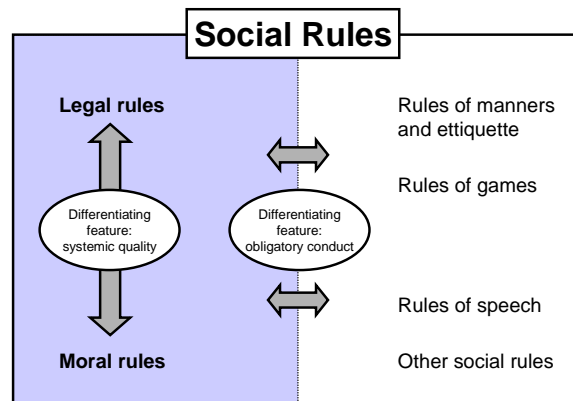 Social Rules
Legal rules
Differentiating
feature:
systemic quality
Moral rules
Differentiating
feature:
obligatory conduct
Rules of manners
and ettiquette
Rules of games
Rules of speech
Other social rules